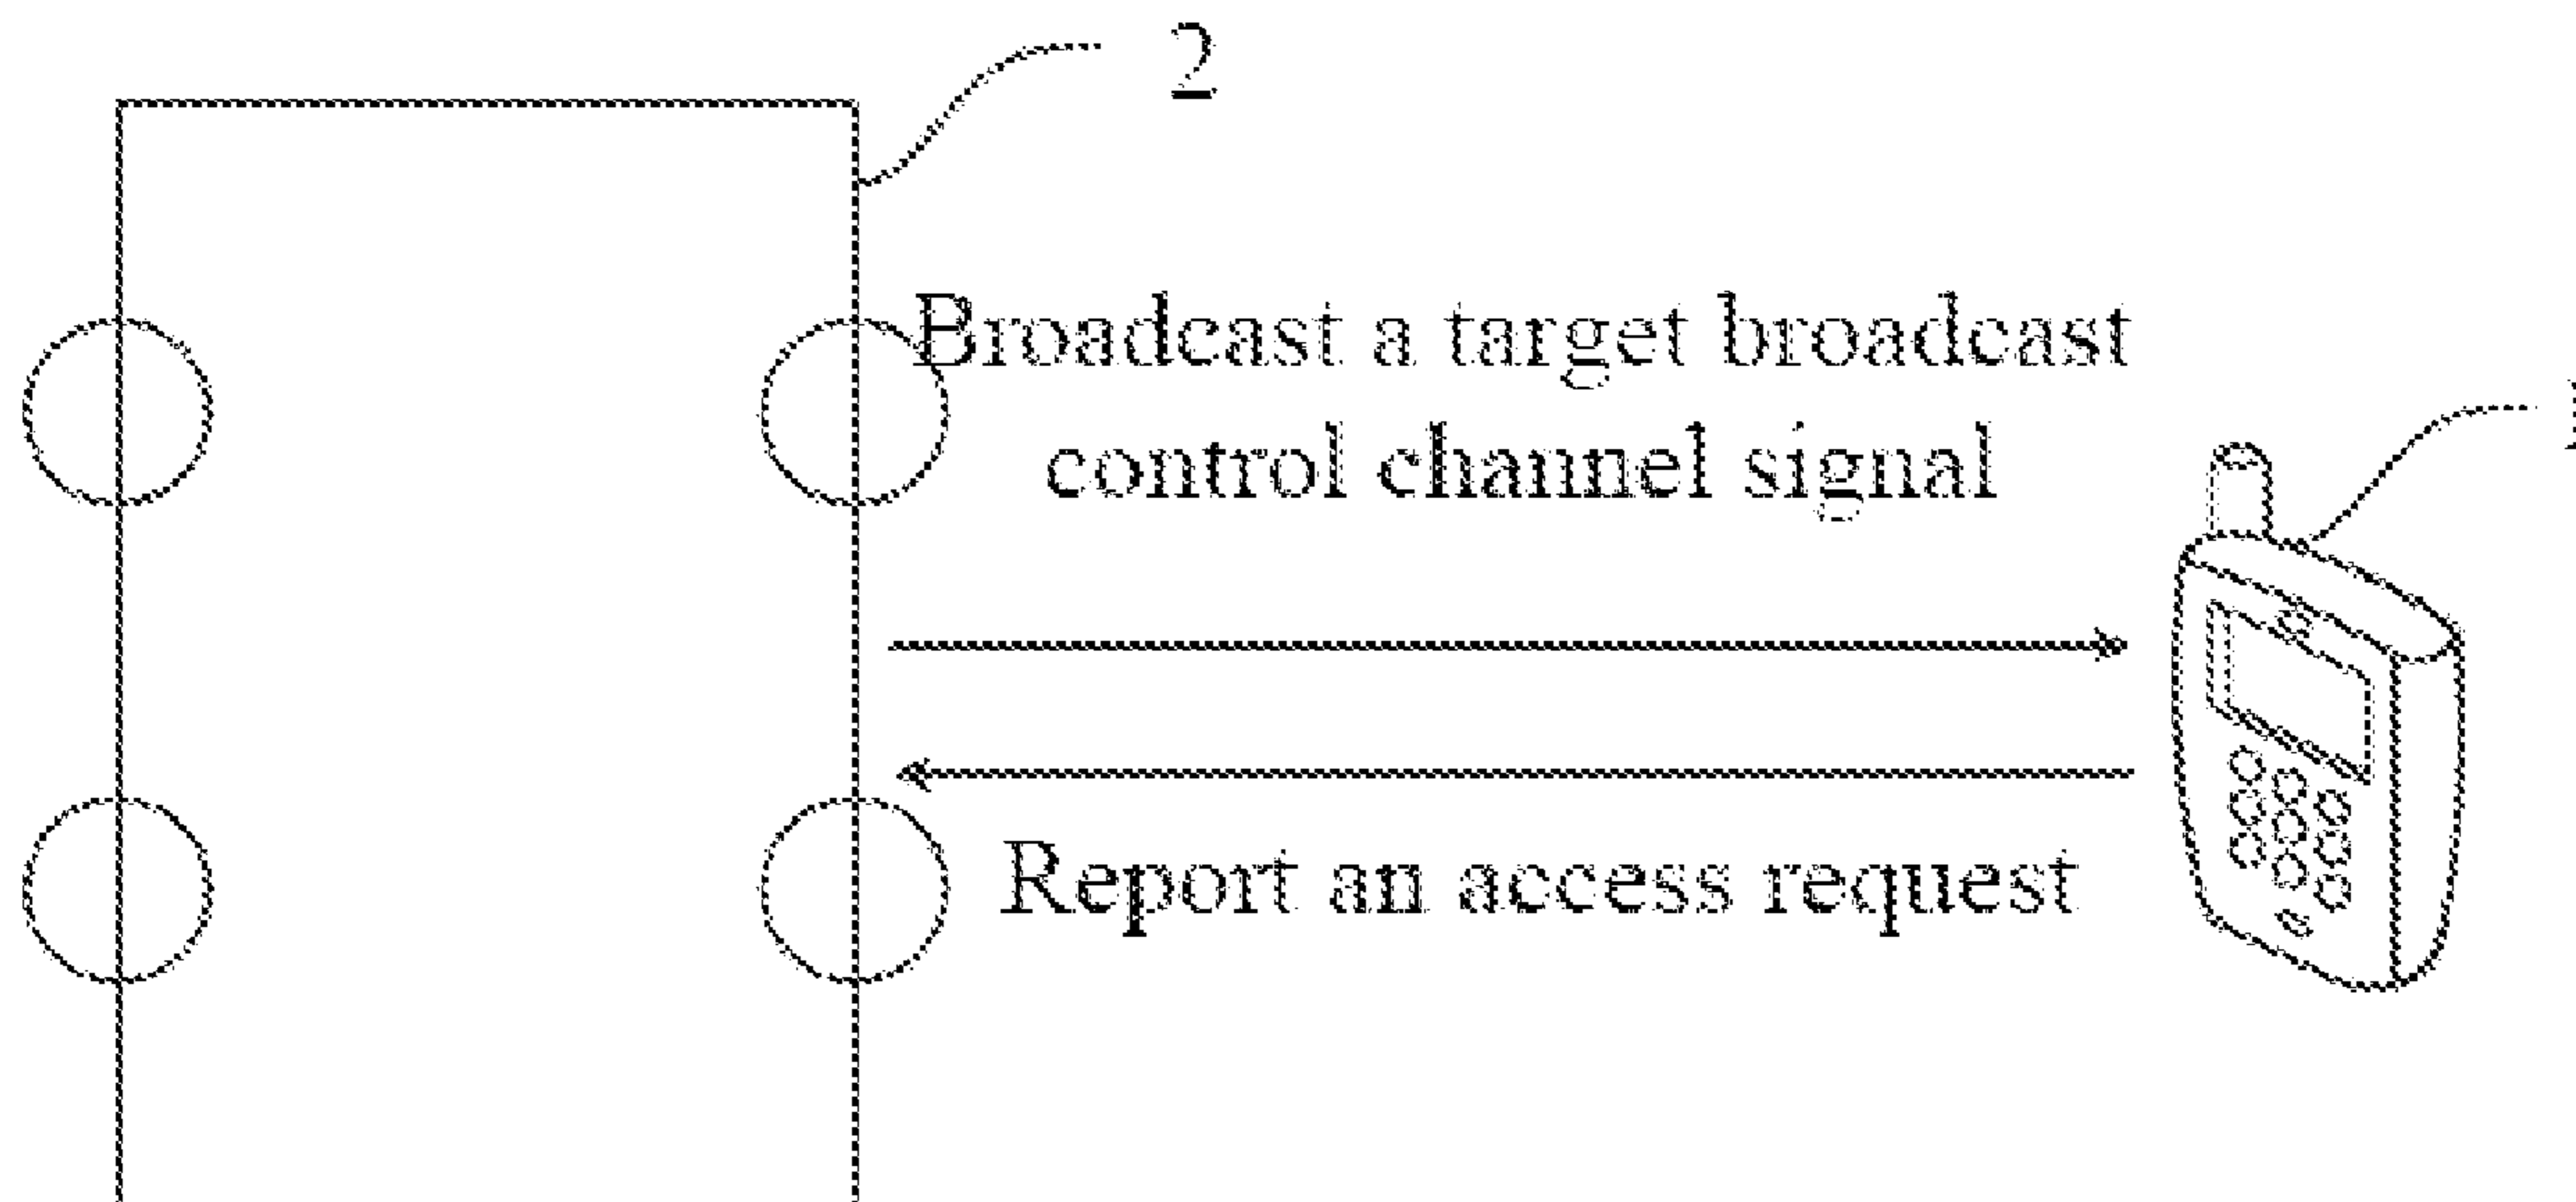 2
Broadcast a target broadcast
control channel signal
Report an access request